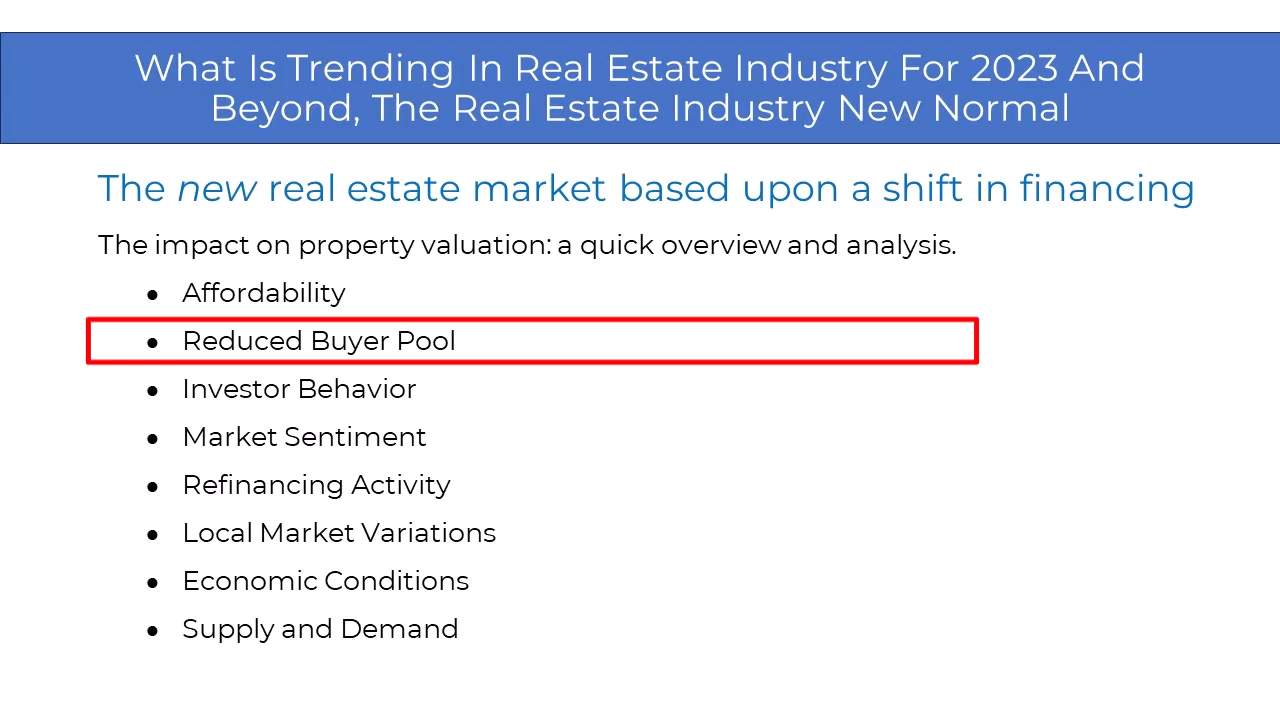 What Is Trending In Real Estate Industry For 2023 And
Beyond, The Real Estate Industry New Normal
The new real estate market based upon a shift in financing
The impact on property valuation: a quick overview and analysis.
• Affordability
• Reduced Buyer Pool
• Investor Behavior
• Market Sentiment
• Refinancing Activity
• Local Market Variations
• Economic Conditions
• Supply and Demand